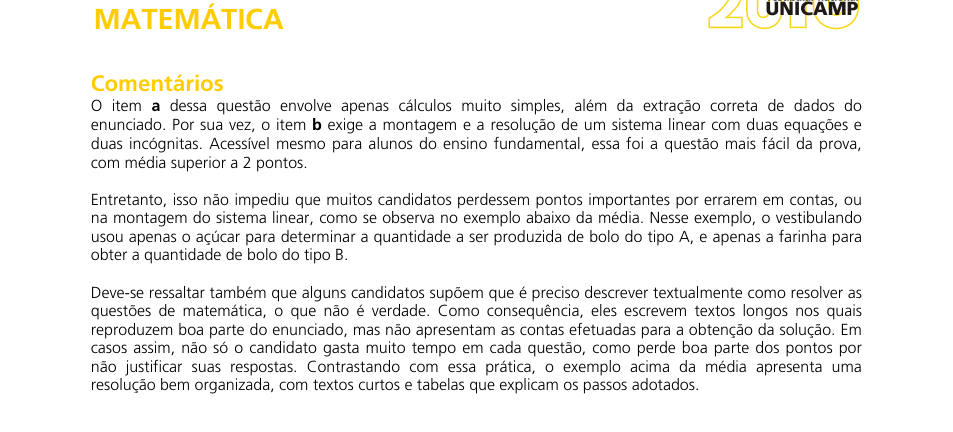 MATEMÁTICA
UNICAMP
Comentários
O item a dessa questão envolve apenas cálculos muito simples, além da extração correta de dados do
enunciado. Por sua vez, o item b exige a montagem e a resolução de um sistema linear com duas equações e
duas incógnitas. Acessível mesmo para alunos do ensino fundamental, essa foi a questão mais fácil da prova,
com média superior a 2 pontos.
Entretanto, isso não impediu que muitos candidatos perdessem pontos importantes por errarem em contas, ou
na montagem do sistema linear, como se observa no exemplo abaixo da média. Nesse exemplo, o vestibulando
usou apenas o açúcar para determinar a quantidade a ser produzida de bolo do tipo A, e apenas a farinha para
obter a quantidade de bolo do tipo B.
Deve-se ressaltar também que alguns candidatos supõem que é preciso descrever textualmente como resolver as
questões de matemática, o que não é verdade. Como consequência, eles escrevem textos longos nos quais
reproduzem boa parte do enunciado, mas não apresentam as contas efetuadas para a obtenção da solução. Em
casos assim, não só o candidato gasta muito tempo em cada questão, como perde boa parte dos pontos por
não justificar suas respostas. Contrastando com essa prática, o exemplo acima da média apresenta uma
resolução bem organizada, com textos curtos e tabelas que explicam os passos adotados.